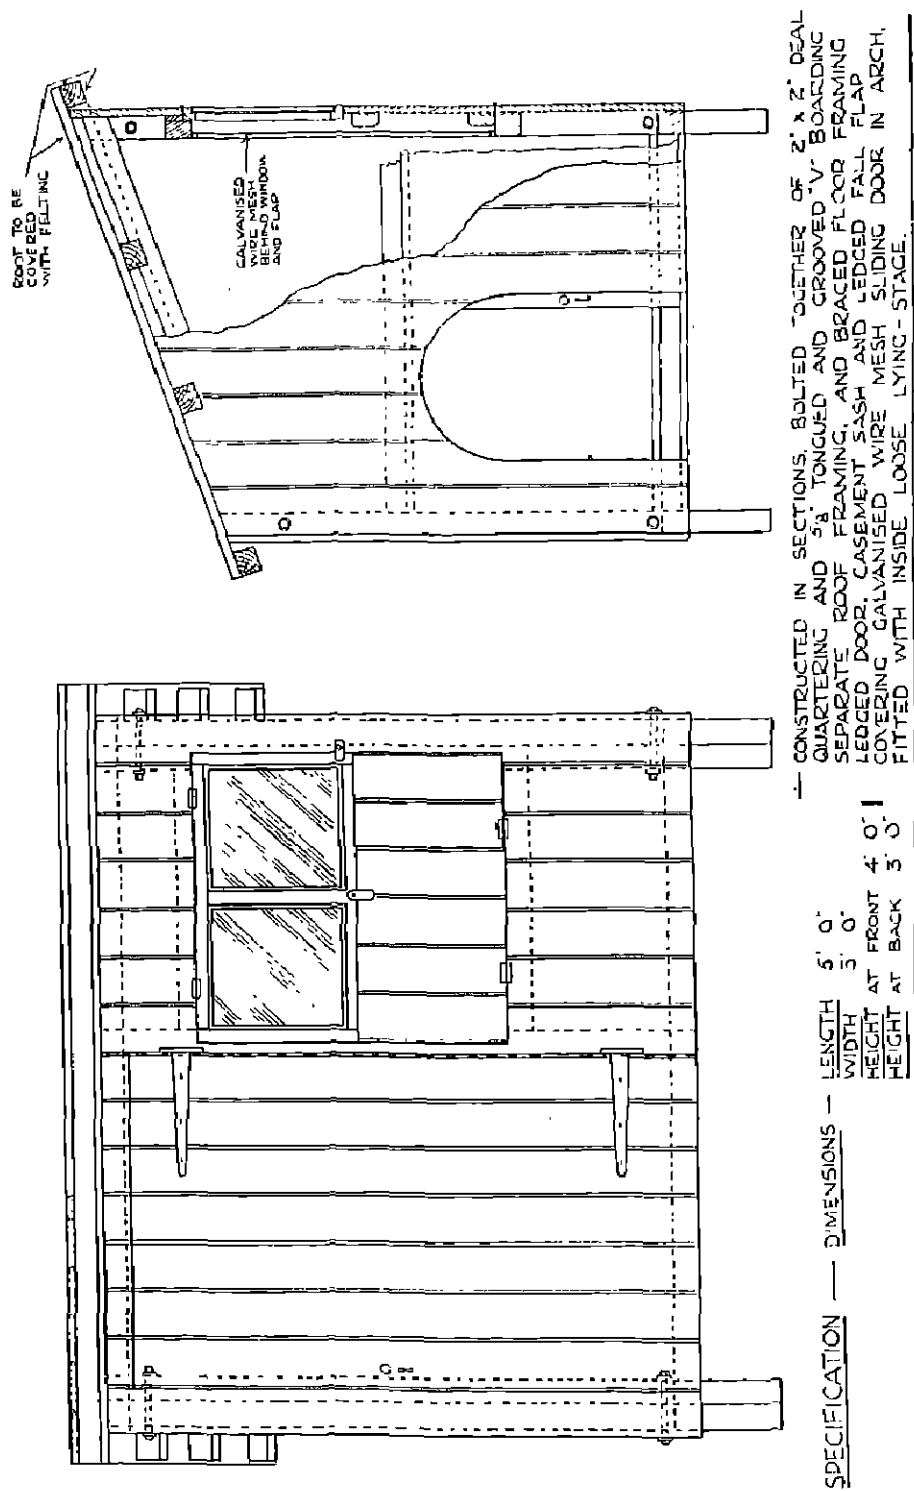 ROOF TO BE
COVERED
WITH FELTING
GALVANISED
WIRE MESH
BEHIND WINDOW
AND FLAP
SPECIFICATION — DIMENSIONS — LENGTH 5' 0"
WIDTH 3' 0"
HEIGHT AT FRONT 4' 0"
HEIGHT AT BACK 3' 0"
— CONSTRUCTED IN SECTIONS, BOLTED TOGETHER OF 2" x 2" DEAL
QUARTERING AND 5/8" TONGUED AND GROOVED 'V' BOARDING
SEPARATE ROOF FRAMING, AND BRACED FLOOR FRAMING
LEDGED DOOR, CASEMENT SASH AND LEDGED FALL FLAP
COVERING GALVANISED WIRE MESH SLIDING DOOR IN ARCH,
FITTED WITH INSIDE LOOSE LYING-STAGE.